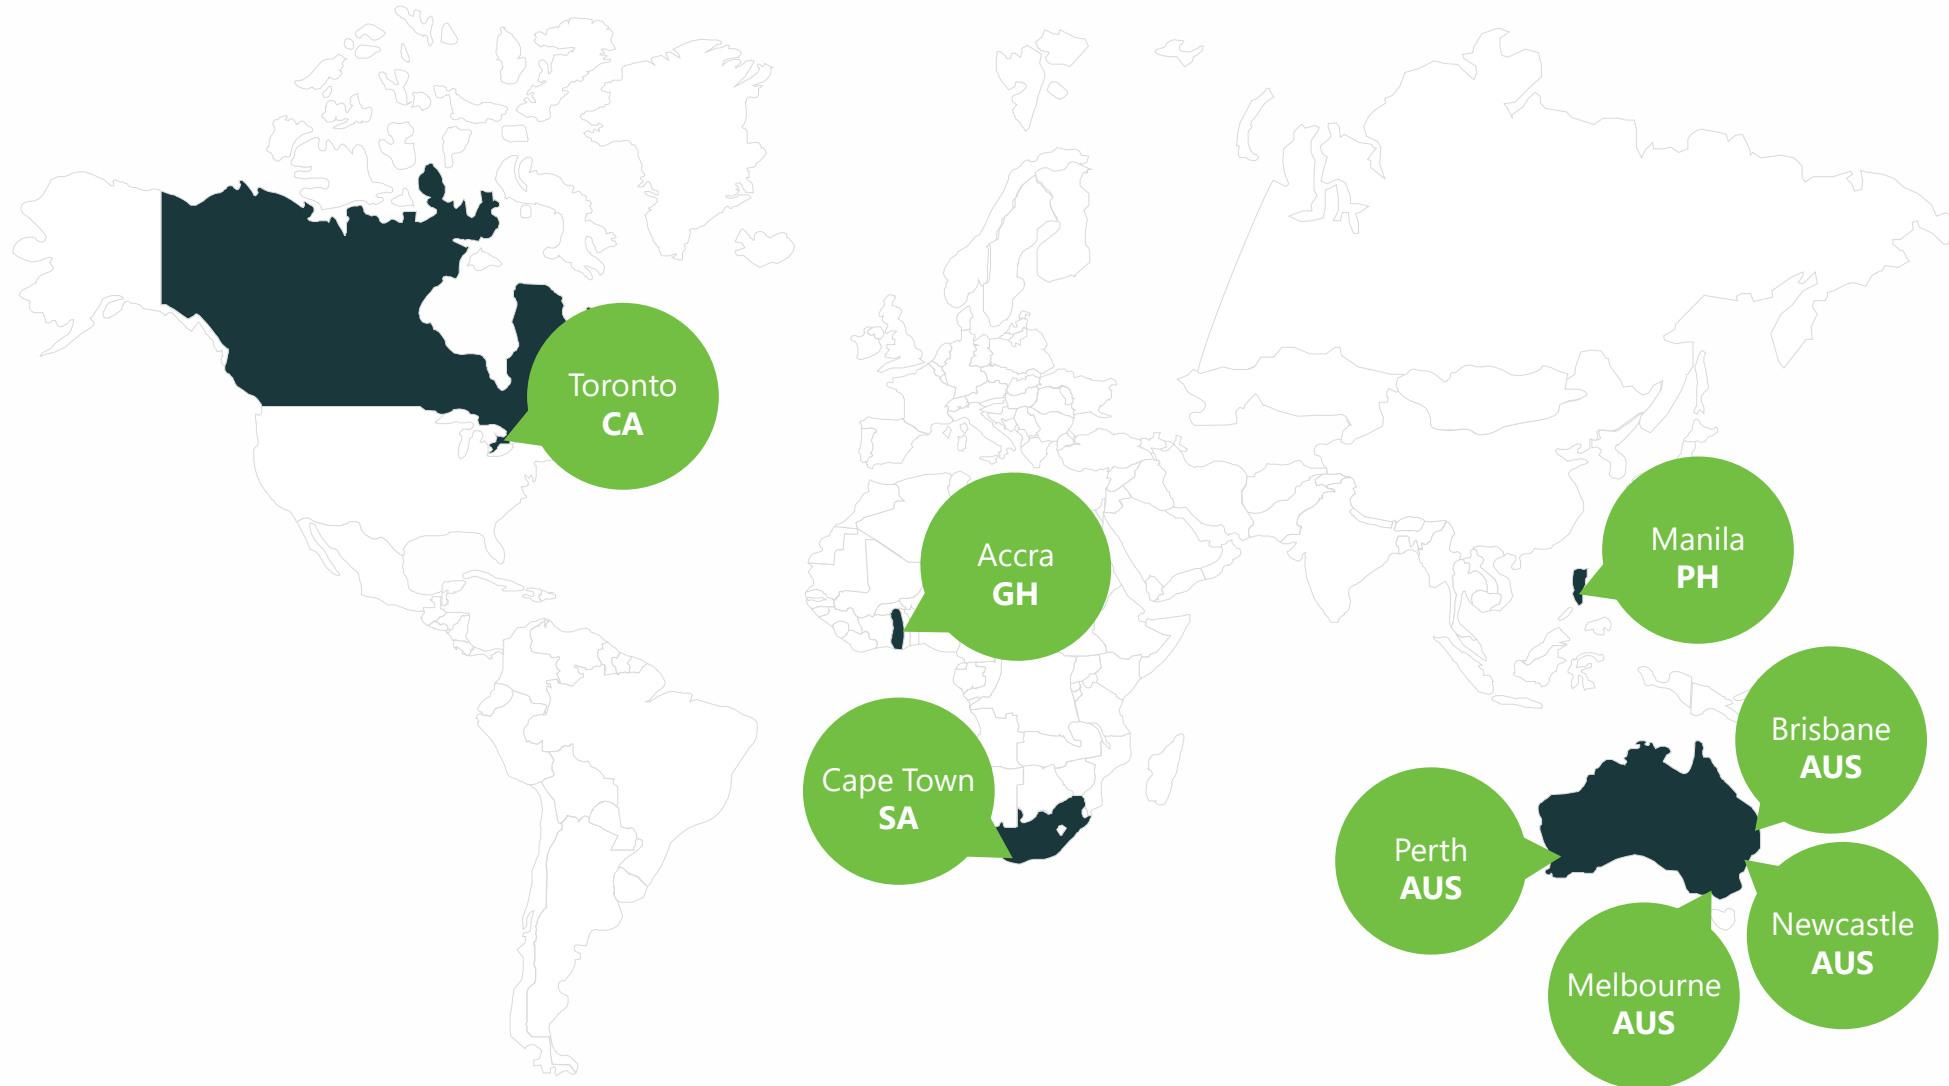 Toronto
CA
Accra
GH
Manila
PH
Cape Town
SA
Brisbane
AUS
Perth
AUS
Newcastle
AUS
Melbourne
AUS